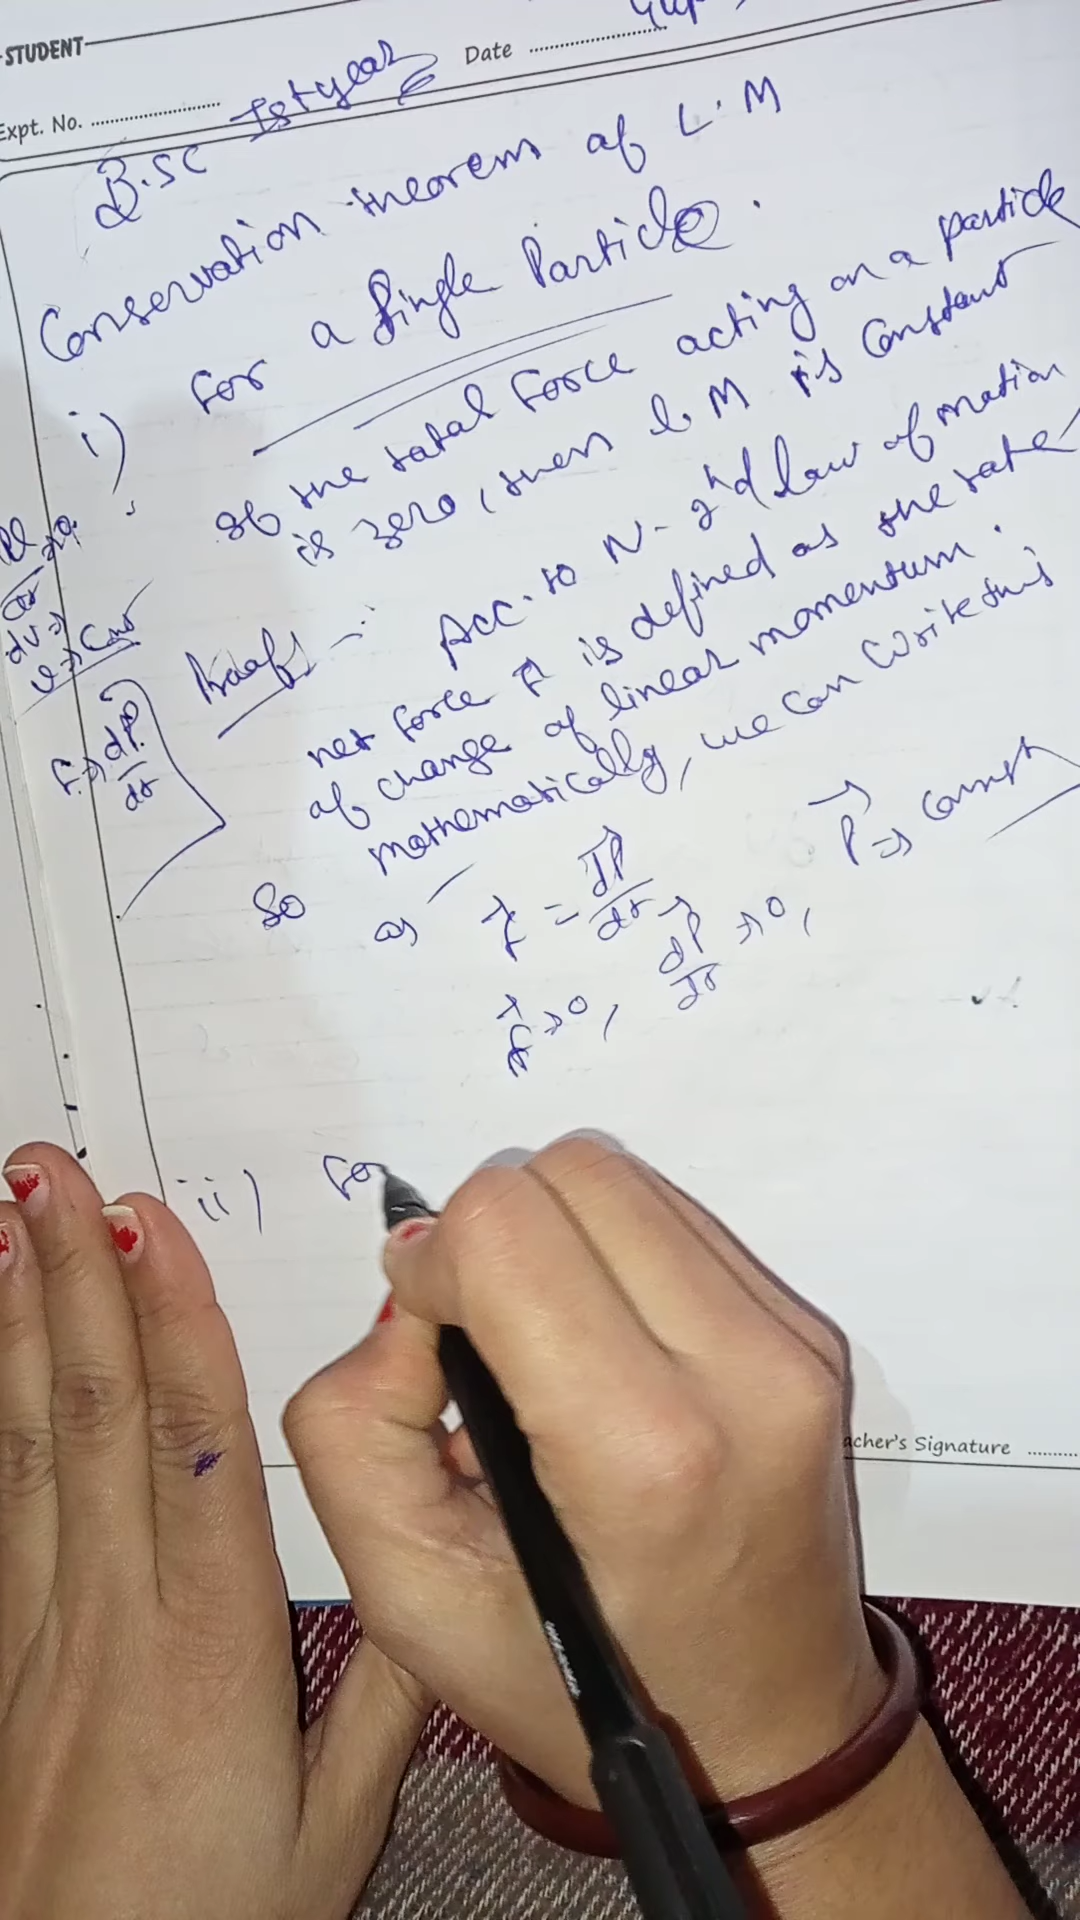 STUDENT
Date
Expt. No.
B.SC Ist year
Conservation theorem of L.M
i) For a Single Particle.
If the total Force acting on a particle
is zero, then L.M is Constant
Proof :-
Acc. to N-2nd law of motion
net force F is defined as the rate
of change of linear momentum.
So mathematically, we can write this
as F = dP/dt
F → 0, dP/dt → 0, P ⇒ const
F ⇒ dP/dt
ii) Fo
acher's Signature